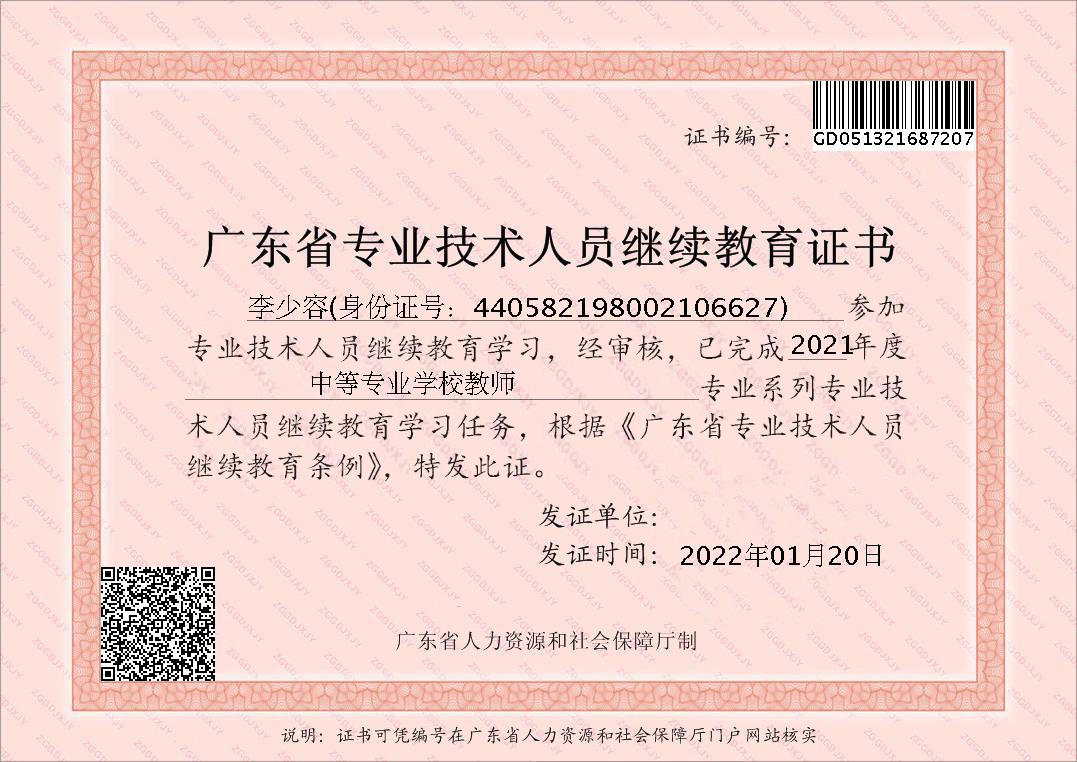 证书编号：
GD051321687207
广东省专业技术人员继续教育证书
李少容(身份证号：440582198002106627) 参加
专业技术人员继续教育学习，经审核，已完成2021年度
中等专业学校教师 专业系列专业技
术人员继续教育学习任务，根据《广东省专业技术人员
继续教育条例》，特发此证。
发证单位：
发证时间：2022年01月20日
广东省人力资源和社会保障厅制
说明：证书可凭编号在广东省人力资源和社会保障厅门户网站核实
ZGGDJXJY